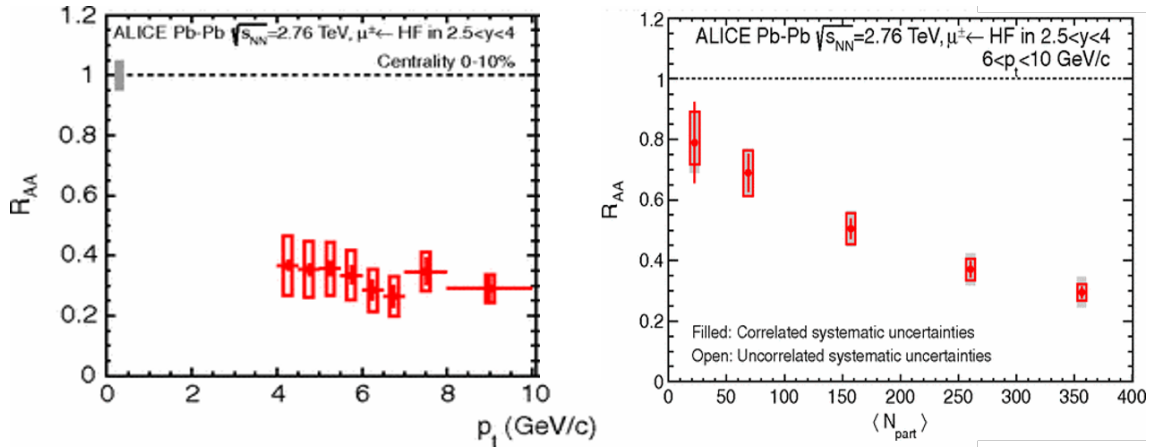 ALICE Pb-Pb √sNN=2.76 TeV, μ±← HF in 2.5<y<4
Centrality 0-10%
1.2
1
0.8
0.6
0.4
0.2
0
RAA
0 2 4 6 8 10
pt (GeV/c)
ALICE Pb-Pb √sNN=2.76 TeV, μ±← HF in 2.5<y<4
6<pt<10 GeV/c
1.2
1
0.8
0.6
0.4
0.2
0
RAA
Filled: Correlated systematic uncertainties
Open: Uncorrelated systematic uncertainties
0 50 100 150 200 250 300 350 400
⟨ Npart ⟩